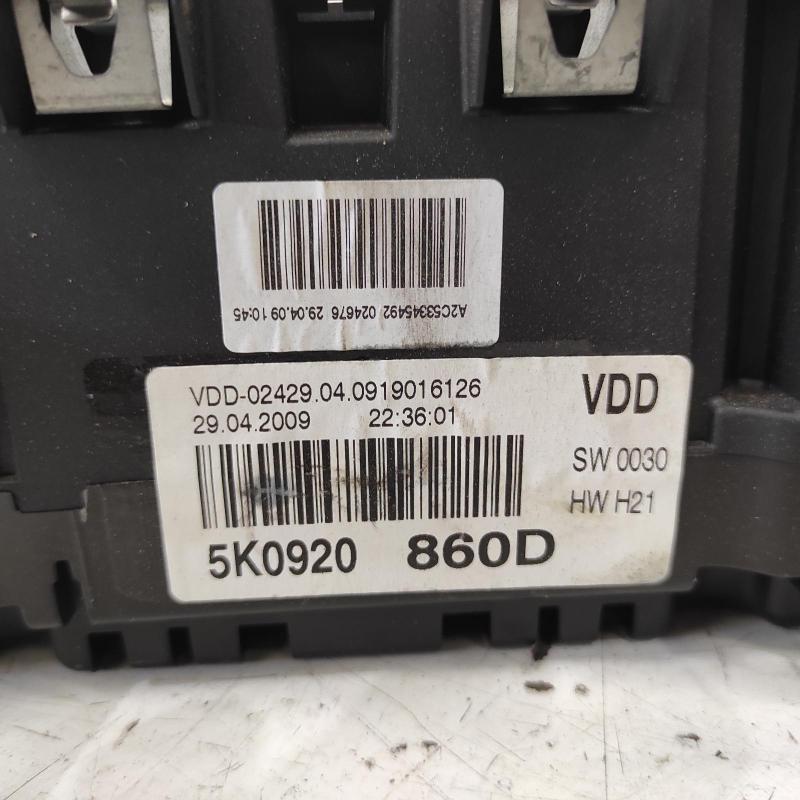 A2C53345492 024676 29.04.09 10:45
VDD-02429.04.0919016126
29.04.2009 22:36:01
VDD
SW 0030
HW H21
5K0920 860D